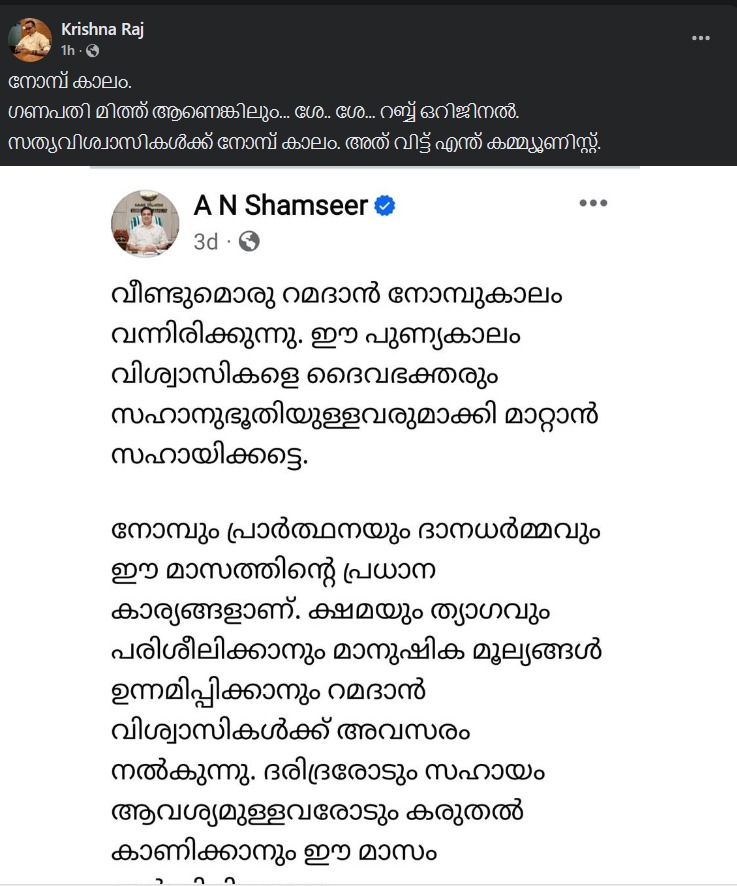 Krishna Raj
1h
നോമ്പ് കാലം.
ഗണപതി മിത്ത് ആണെങ്കിലും... ശേ.. ശേ... റബ്ബ് ഒറിജിനൽ.
സത്യവിശ്വാസികൾക്ക് നോമ്പ് കാലം. അത് വിട്ട് എന്ത് കമ്മ്യൂണിസ്റ്റ്.
A N Shamseer
3d
വീണ്ടുമൊരു റമദാൻ നോമ്പുകാലം
വന്നിരിക്കുന്നു. ഈ പുണ്യകാലം
വിശ്വാസികളെ ദൈവഭക്തരും
സഹാനുഭൂതിയുള്ളവരുമാക്കി മാറ്റാൻ
സഹായിക്കട്ടെ.
നോമ്പും പ്രാർത്ഥനയും ദാനധർമ്മവും
ഈ മാസത്തിന്റെ പ്രധാന
കാര്യങ്ങളാണ്. ക്ഷമയും ത്യാഗവും
പരിശീലിക്കാനും മാനുഷിക മൂല്യങ്ങൾ
ഉന്നമിപ്പിക്കാനും റമദാൻ
വിശ്വാസികൾക്ക് അവസരം
നൽകുന്നു. ദരിദ്രരോടും സഹായം
ആവശ്യമുള്ളവരോടും കരുതൽ
കാണിക്കാനും ഈ മാസം